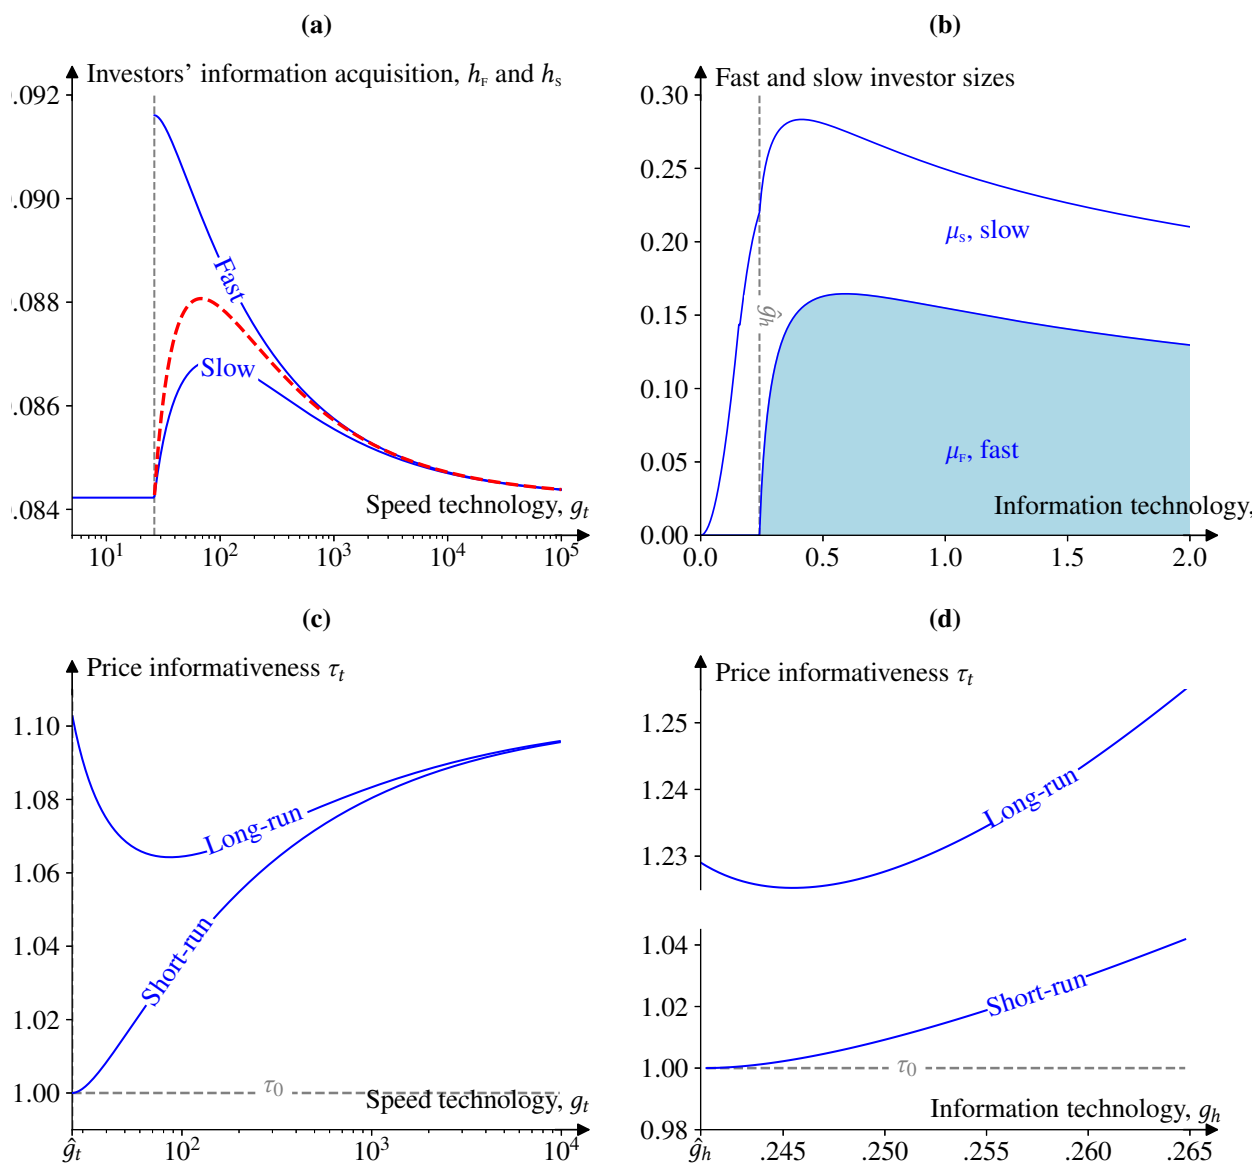 (a)
Investors' information acquisition, hF and hS
.092
.090
.088
.086
.084
Fast
Slow
Speed technology, gt
10¹ 10² 10³ 10⁴ 10⁵
(b)
Fast and slow investor sizes
0.30
0.25
0.20
0.15
0.10
0.05
0.00
μS, slow
ĝh
μF, fast
Information technology,
0.0 0.5 1.0 1.5 2.0
(c)
Price informativeness τt
1.10
1.08
1.06
1.04
1.02
1.00
Long-run
Short-run
τ0
Speed technology, gt
ĝt 10² 10³ 10⁴
(d)
Price informativeness τt
1.25
1.24
1.23
Long-run
1.04
1.02
1.00
0.98
Short-run
τ0
Information technology, gh
ĝh .245 .250 .255 .260 .265